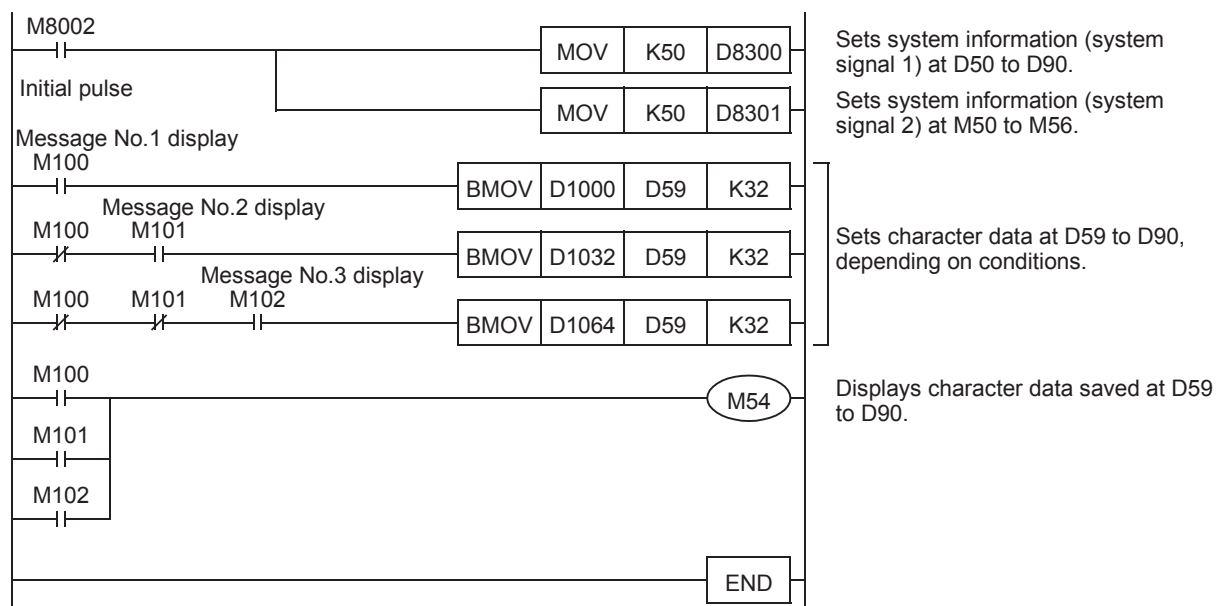 M8002
MOV K50 D8300
Sets system information (system
signal 1) at D50 to D90.
Initial pulse
MOV K50 D8301
Sets system information (system
signal 2) at M50 to M56.
Message No.1 display
M100
BMOV D1000 D59 K32
Message No.2 display
M100 M101
BMOV D1032 D59 K32
Sets character data at D59 to D90,
depending on conditions.
Message No.3 display
M100 M101 M102
BMOV D1064 D59 K32
M100
M54
Displays character data saved at D59
to D90.
M101
M102
END